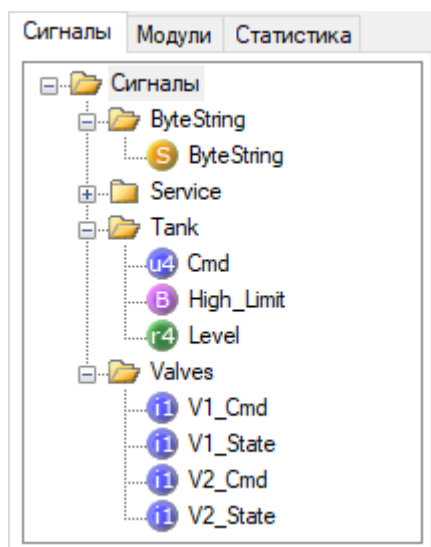 Сигналы Модули Статистика
Сигналы
ByteString
S ByteString
Service
Tank
u4 Cmd
B High_Limit
r4 Level
Valves
i1 V1_Cmd
i1 V1_State
i1 V2_Cmd
i1 V2_State